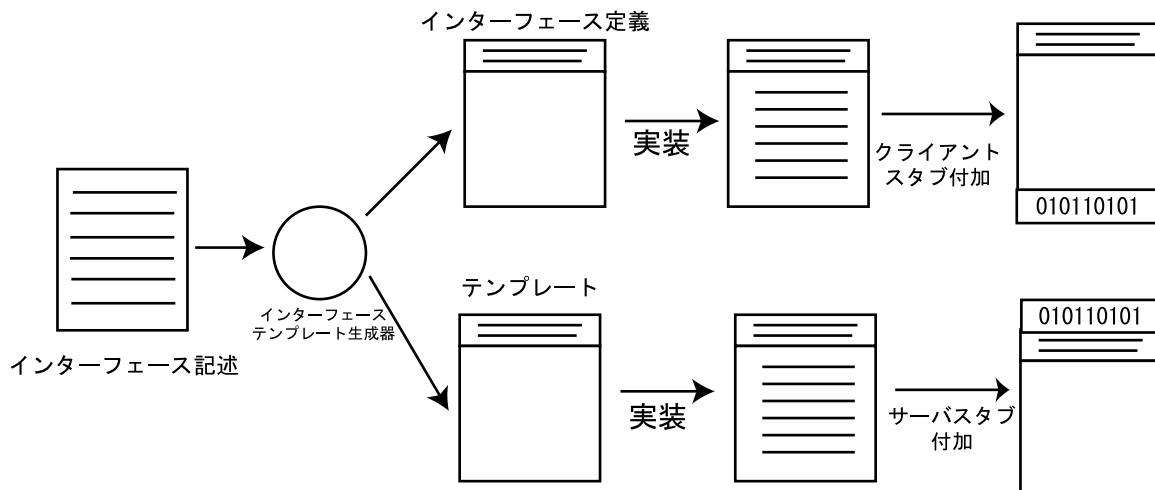 インターフェース定義
実装
クライアント
スタブ付加
010110101
インターフェース記述
インターフェース
テンプレート生成器
テンプレート
実装
サーバスタブ
付加
010110101